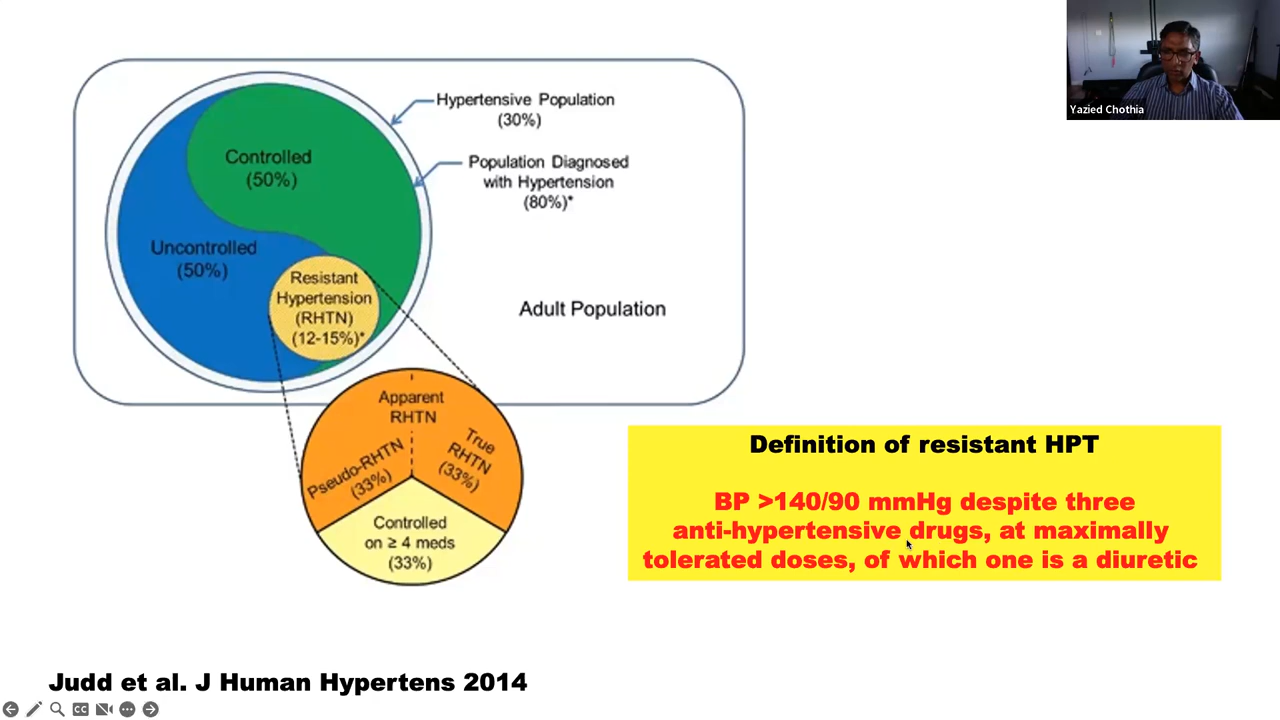 Yazied Chothia
Hypertensive Population
(30%)
Population Diagnosed
with Hypertension
(80%)*
Controlled
(50%)
Uncontrolled
(50%)
Resistant
Hypertension
(RHTN)
(12-15%)*
Adult Population
Apparent
RHTN
Pseudo-RHTN
(33%)
True
RHTN
(33%)
Controlled
on ≥ 4 meds
(33%)
Definition of resistant HPT
BP >140/90 mmHg despite three
anti-hypertensive drugs, at maximally
tolerated doses, of which one is a diuretic
Judd et al. J Human Hypertens 2014
CC